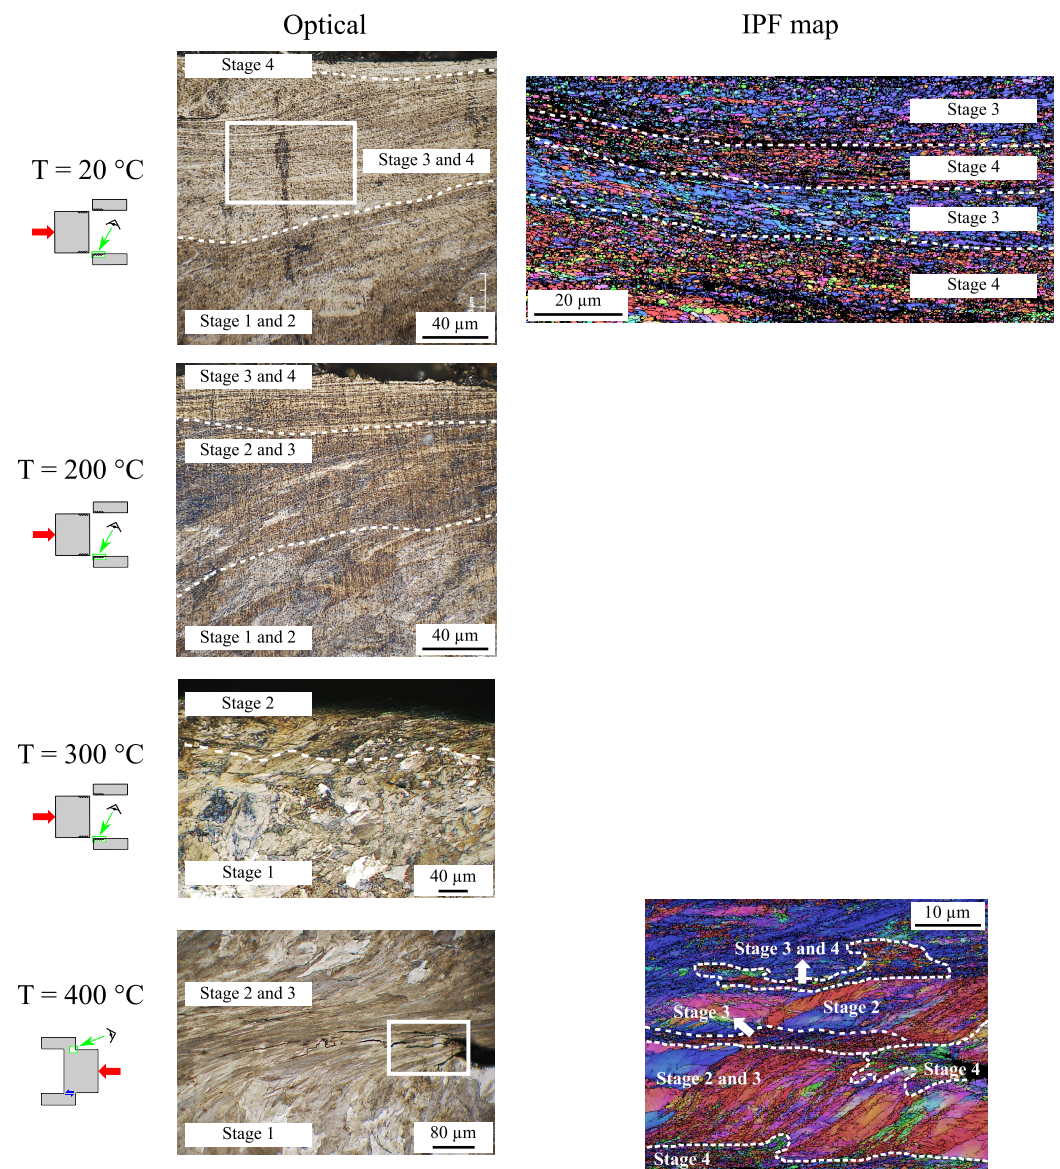 Optical
IPF map
T = 20 °C
Stage 4
Stage 3 and 4
Stage 1 and 2
40 µm
Stage 3
Stage 4
Stage 3
Stage 4
20 µm
T = 200 °C
Stage 3 and 4
Stage 2 and 3
Stage 1 and 2
40 µm
T = 300 °C
Stage 2
Stage 1
40 µm
T = 400 °C
Stage 2 and 3
Stage 1
80 µm
10 µm
Stage 3 and 4
Stage 3
Stage 2
Stage 2 and 3
Stage 4
Stage 4